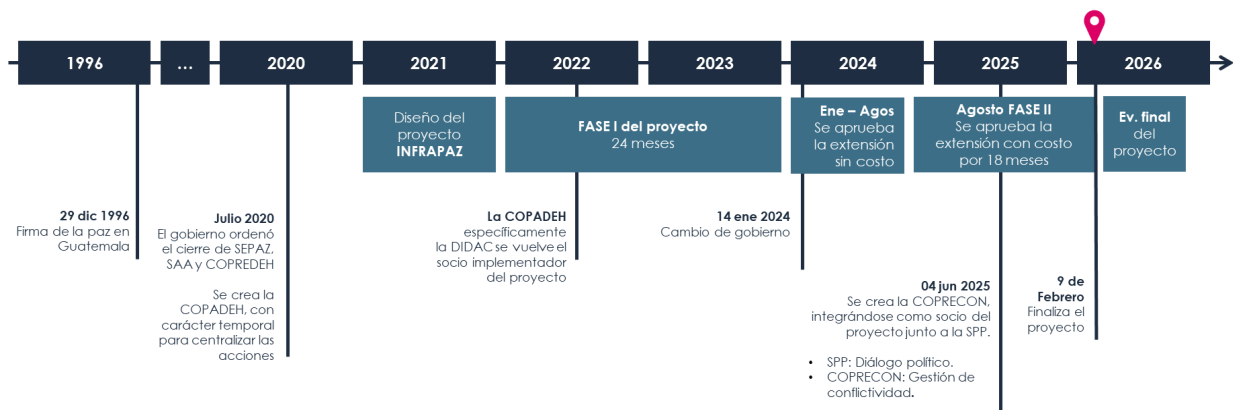 1996
...
2020
2021
2022
2023
2024
2025
2026
Diseño del
proyecto
INFRAPAZ
FASE I del proyecto
24 meses
Ene – Agos
Se aprueba
la extensión
sin costo
Agosto FASE II
Se aprueba la
extensión con costo
por 18 meses
Ev. final
del
proyecto
29 dic 1996
Firma de la paz en
Guatemala
Julio 2020
El gobierno ordenó
el cierre de SEPAZ,
SAA y COPREDEH
Se crea la
COPADEH, con
carácter temporal
para centralizar las
acciones
La COPADEH
específicamente
la DIDAC se vuelve el
socio implementador
del proyecto
14 ene 2024
Cambio de gobierno
04 jun 2025
Se crea la COPRECON,
integrándose como socio del
proyecto junto a la SPP.
• SPP: Diálogo político.
• COPRECON: Gestión de
conflictividad.
9 de
Febrero
Finaliza el
proyecto